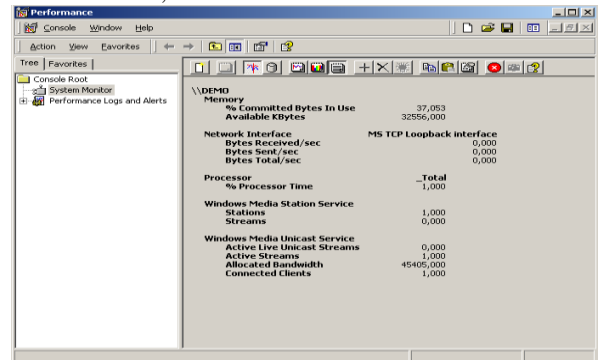 Performance
Console Window Help
Action View Favorites
Tree Favorites
Console Root
System Monitor
Performance Logs and Alerts
\\DEMO
Memory
% Committed Bytes In Use 37,053
Available KBytes 32556,000
Network Interface MS TCP Loopback interface
Bytes Received/sec 0,000
Bytes Sent/sec 0,000
Bytes Total/sec 0,000
Processor _Total
% Processor Time 1,000
Windows Media Station Service
Stations 1,000
Streams 0,000
Windows Media Unicast Service
Active Live Unicast Streams 0,000
Active Streams 1,000
Allocated Bandwidth 45405,000
Connected Clients 1,000